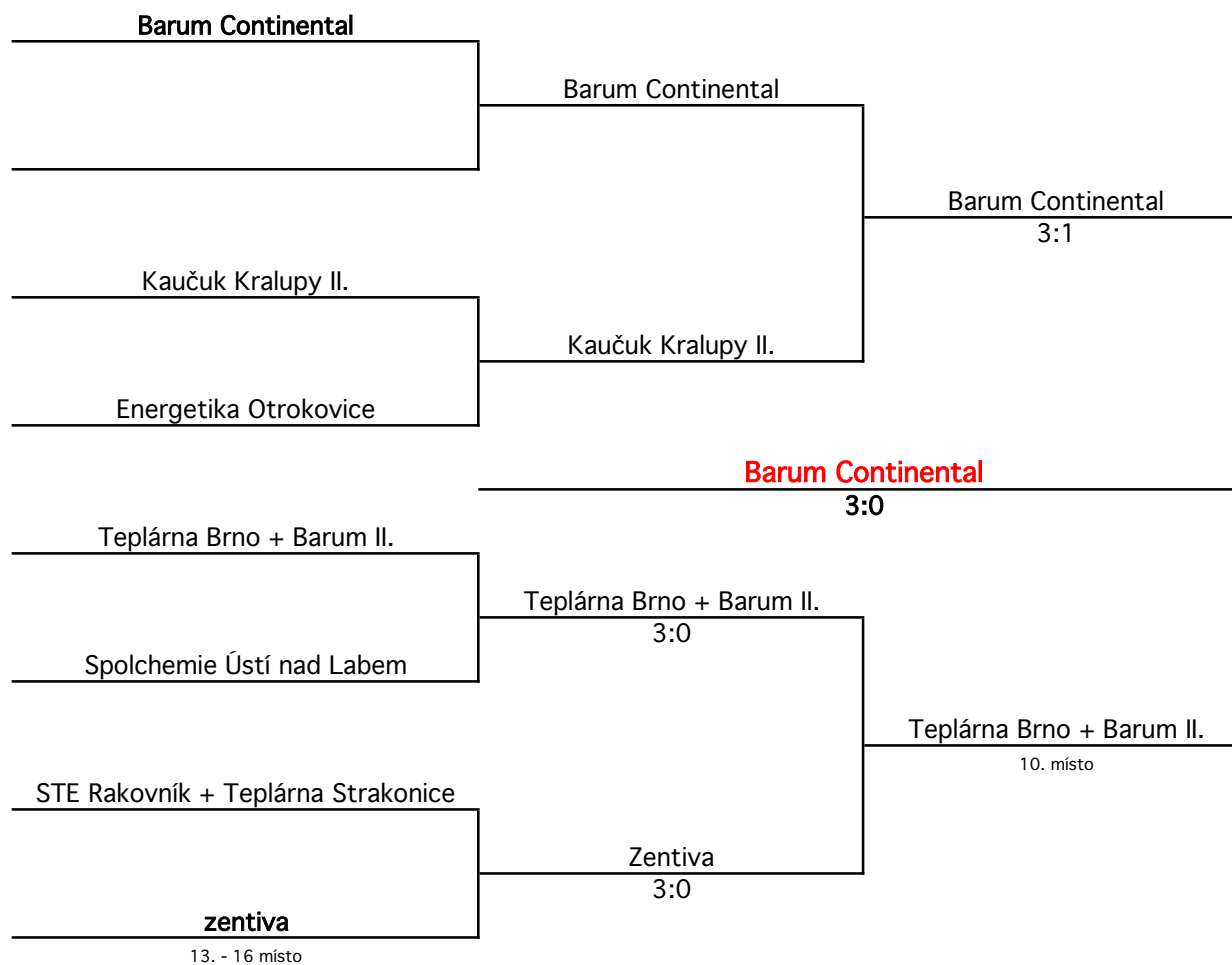 Barum Continental
Barum Continental
Barum Continental
3:1
Kaučuk Kralupy II.
Kaučuk Kralupy II.
Energetika Otrokovice
Barum Continental
3:0
Teplárna Brno + Barum II.
Teplárna Brno + Barum II.
3:0
Spolchemie Ústí nad Labem
Teplárna Brno + Barum II.
10. místo
STE Rakovník + Teplárna Strakonice
Zentiva
3:0
zentiva
13. - 16 místo